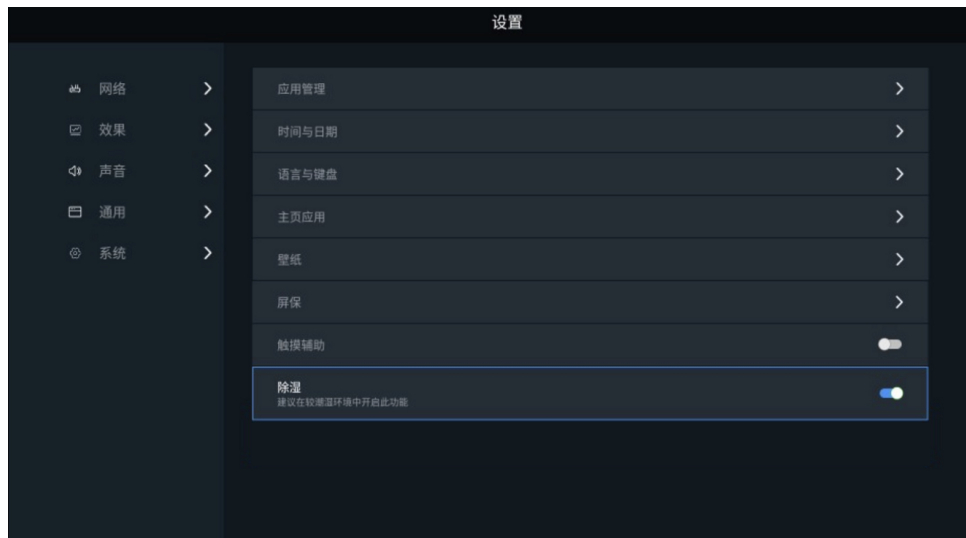 设置
网络
效果
声音
通用
系统
应用管理
时间与日期
语言与键盘
主页应用
壁纸
屏保
触摸辅助
除湿
建议在较潮湿环境中开启此功能